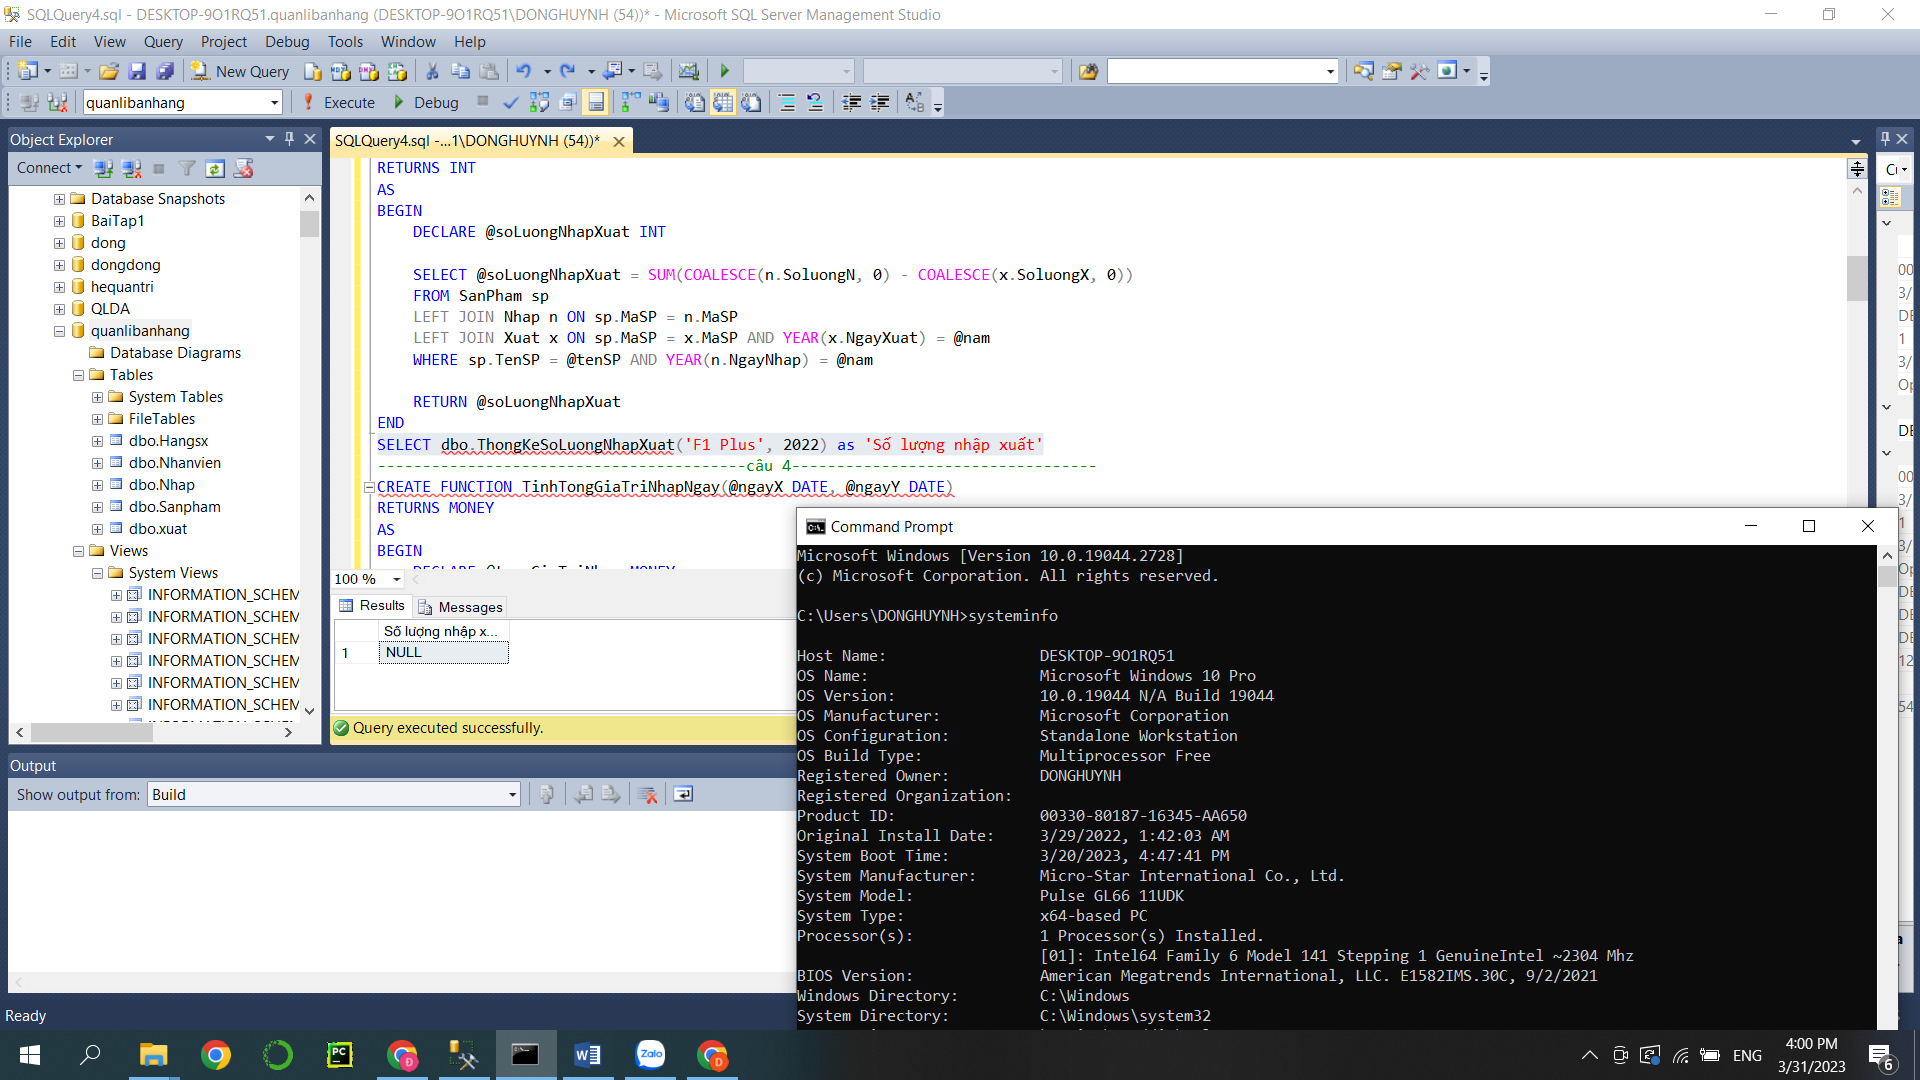 SQLQuery4.sql - DESKTOP-9O1RQ51.quanlibanhang (DESKTOP-9O1RQ51\DONGHUYNH (54))* - Microsoft SQL Server Management Studio
File Edit View Query Project Debug Tools Window Help
New Query
quanlibanhang Execute Debug
Object Explorer
Connect
Database Snapshots
BaiTap1
dong
dongdong
hequantri
QLDA
quanlibanhang
Database Diagrams
Tables
System Tables
FileTables
dbo.Hangsx
dbo.Nhanvien
dbo.Nhap
dbo.Sanpham
dbo.xuat
Views
System Views
INFORMATION_SCHEM
INFORMATION_SCHEM
INFORMATION_SCHEM
INFORMATION_SCHEM
INFORMATION_SCHEM
INFORMATION_SCHEM
SQLQuery4.sql -...1\DONGHUYNH (54))*
RETURNS INT
AS
BEGIN
DECLARE @soLuongNhapXuat INT
SELECT @soLuongNhapXuat = SUM(COALESCE(n.SoluongN, 0) - COALESCE(x.SoluongX, 0))
FROM SanPham sp
LEFT JOIN Nhap n ON sp.MaSP = n.MaSP
LEFT JOIN Xuat x ON sp.MaSP = x.MaSP AND YEAR(x.NgayXuat) = @nam
WHERE sp.TenSP = @tenSP AND YEAR(n.NgayNhap) = @nam
RETURN @soLuongNhapXuat
END
SELECT dbo.ThongKeSoLuongNhapXuat('F1 Plus', 2022) as 'Số lượng nhập xuất'
-----------------------------------------câu 4----------------------------------
CREATE FUNCTION TinhTongGiaTriNhapNgay(@ngayX DATE, @ngayY DATE)
RETURNS MONEY
AS
BEGIN
100 %
Results Messages
Số lượng nhập x...
1 NULL
Query executed successfully.
Output
Show output from: Build
Ready
Command Prompt
Microsoft Windows [Version 10.0.19044.2728]
(c) Microsoft Corporation. All rights reserved.
C:\Users\DONGHUYNH>systeminfo
Host Name: DESKTOP-9O1RQ51
OS Name: Microsoft Windows 10 Pro
OS Version: 10.0.19044 N/A Build 19044
OS Manufacturer: Microsoft Corporation
OS Configuration: Standalone Workstation
OS Build Type: Multiprocessor Free
Registered Owner: DONGHUYNH
Registered Organization:
Product ID: 00330-80187-16345-AA650
Original Install Date: 3/29/2022, 1:42:03 AM
System Boot Time: 3/20/2023, 4:47:41 PM
System Manufacturer: Micro-Star International Co., Ltd.
System Model: Pulse GL66 11UDK
System Type: x64-based PC
Processor(s): 1 Processor(s) Installed.
[01]: Intel64 Family 6 Model 141 Stepping 1 GenuineIntel ~2304 Mhz
BIOS Version: American Megatrends International, LLC. E1582IMS.30C, 9/2/2021
Windows Directory: C:\Windows
System Directory: C:\Windows\system32
ENG
4:00 PM
3/31/2023
6